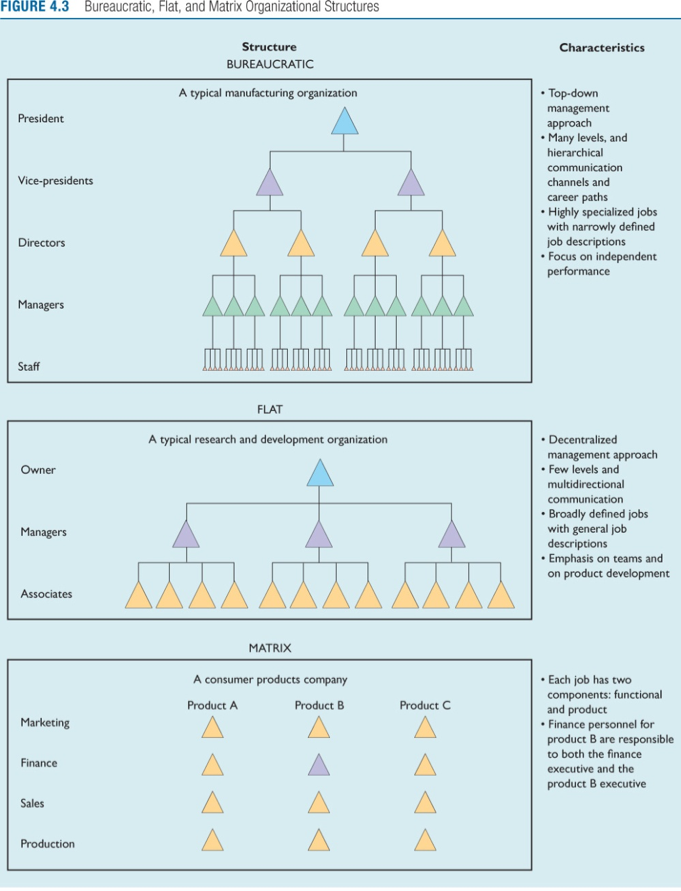 FIGURE 4.3 Bureaucratic, Flat, and Matrix Organizational Structures
Structure
Characteristics
BUREAUCRATIC
A typical manufacturing organization
President
Vice-presidents
Directors
Managers
Staff
• Top-down
management
approach
• Many levels, and
hierarchical
communication
channels and
career paths
• Highly specialized jobs
with narrowly defined
job descriptions
• Focus on independent
performance
FLAT
A typical research and development organization
Owner
Managers
Associates
• Decentralized
management approach
• Few levels and
multidirectional
communication
• Broadly defined jobs
with general job
descriptions
• Emphasis on teams and
on product development
MATRIX
A consumer products company
Product A Product B Product C
Marketing
Finance
Sales
Production
• Each job has two
components: functional
and product
• Finance personnel for
product B are responsible
to both the finance
executive and the
product B executive